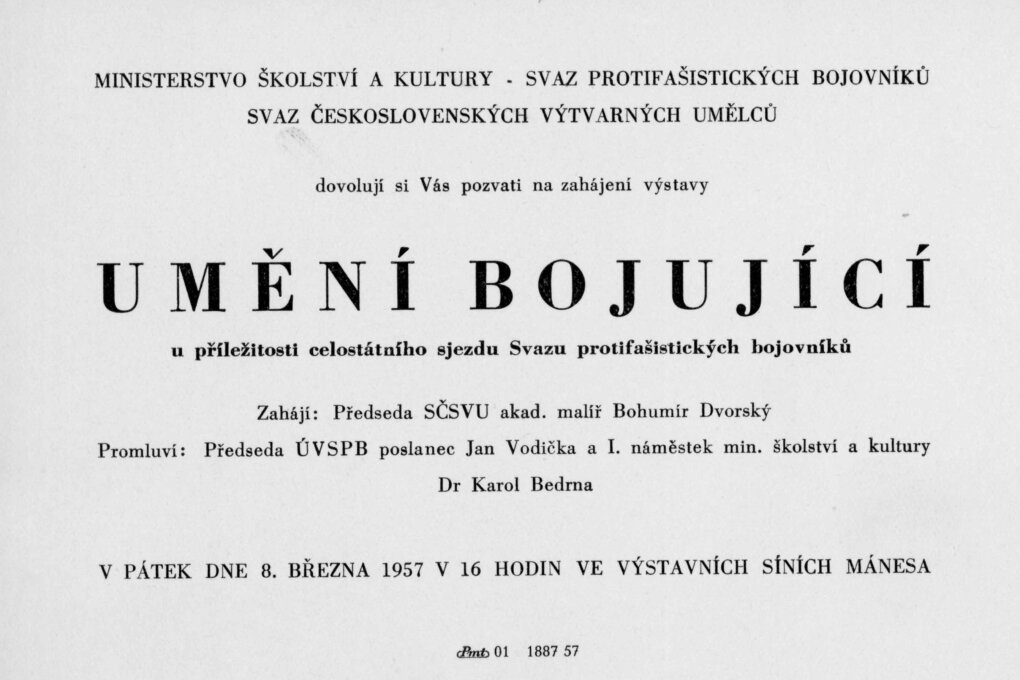 MINISTERSTVO ŠKOLSTVÍ A KULTURY - SVAZ PROTIFAŠISTICKÝCH BOJOVNÍKŮ
SVAZ ČESKOSLOVENSKÝCH VÝTVARNÝCH UMĚLCŮ
dovolují si Vás pozvati na zahájení výstavy
UMĚNÍ BOJUJÍCÍ
u příležitosti celostátního sjezdu Svazu protifašistických bojovníků
Zahájí: Předseda SČSVU akad. malíř Bohumír Dvorský
Promluví: Předseda ÚVSPB poslanec Jan Vodička a I. náměstek min. školství a kultury
Dr Karol Bedrna
V PÁTEK DNE 8. BŘEZNA 1957 V 16 HODIN VE VÝSTAVNÍCH SÍNÍCH MÁNESA
Pmt 01 1887 57